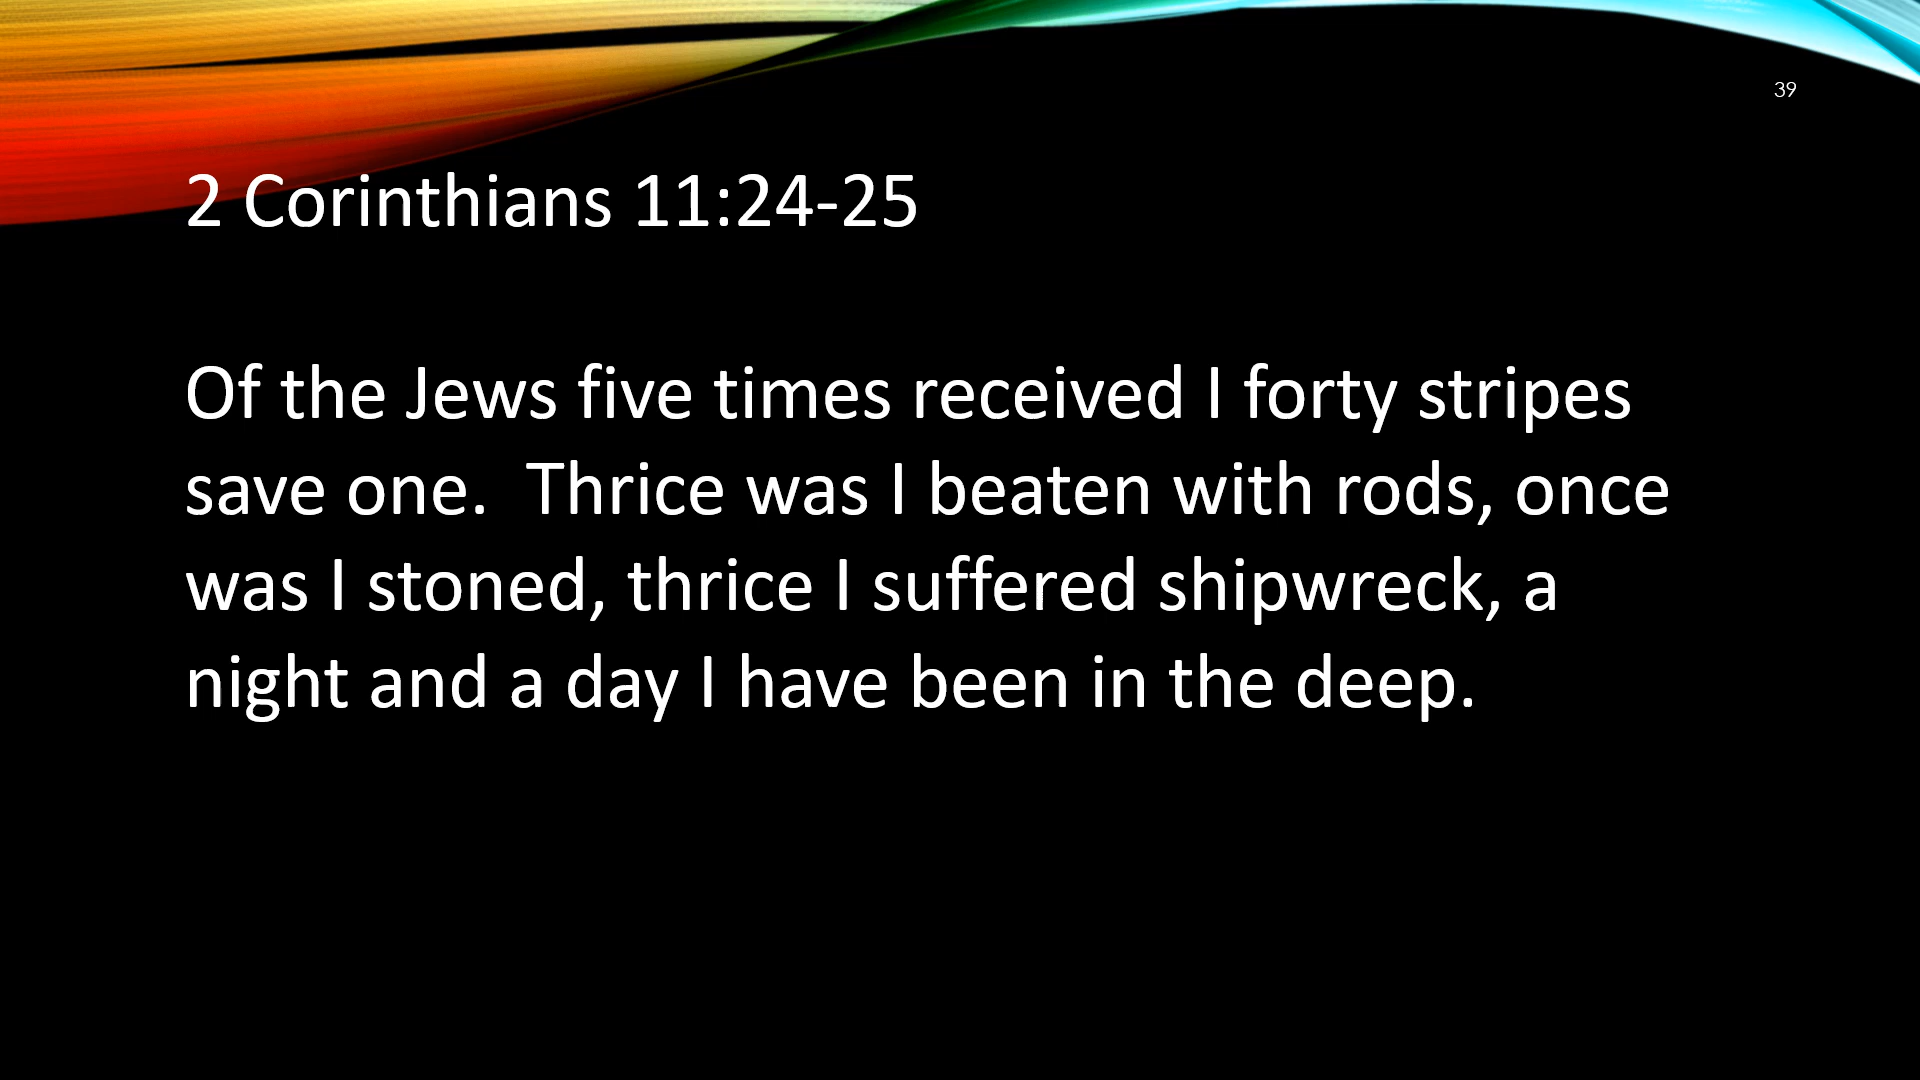 39
2 Corinthians 11:24-25
Of the Jews five times received I forty stripes
save one.  Thrice was I beaten with rods, once
was I stoned, thrice I suffered shipwreck, a
night and a day I have been in the deep.